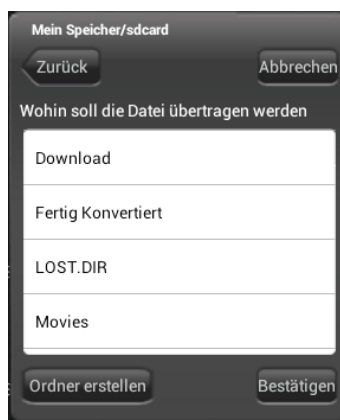 Mein Speicher/sdcard
Zurück
Abbrechen
Wohin soll die Datei übertragen werden
Download
Fertig Konvertiert
LOST.DIR
Movies
Ordner erstellen
Bestätigen